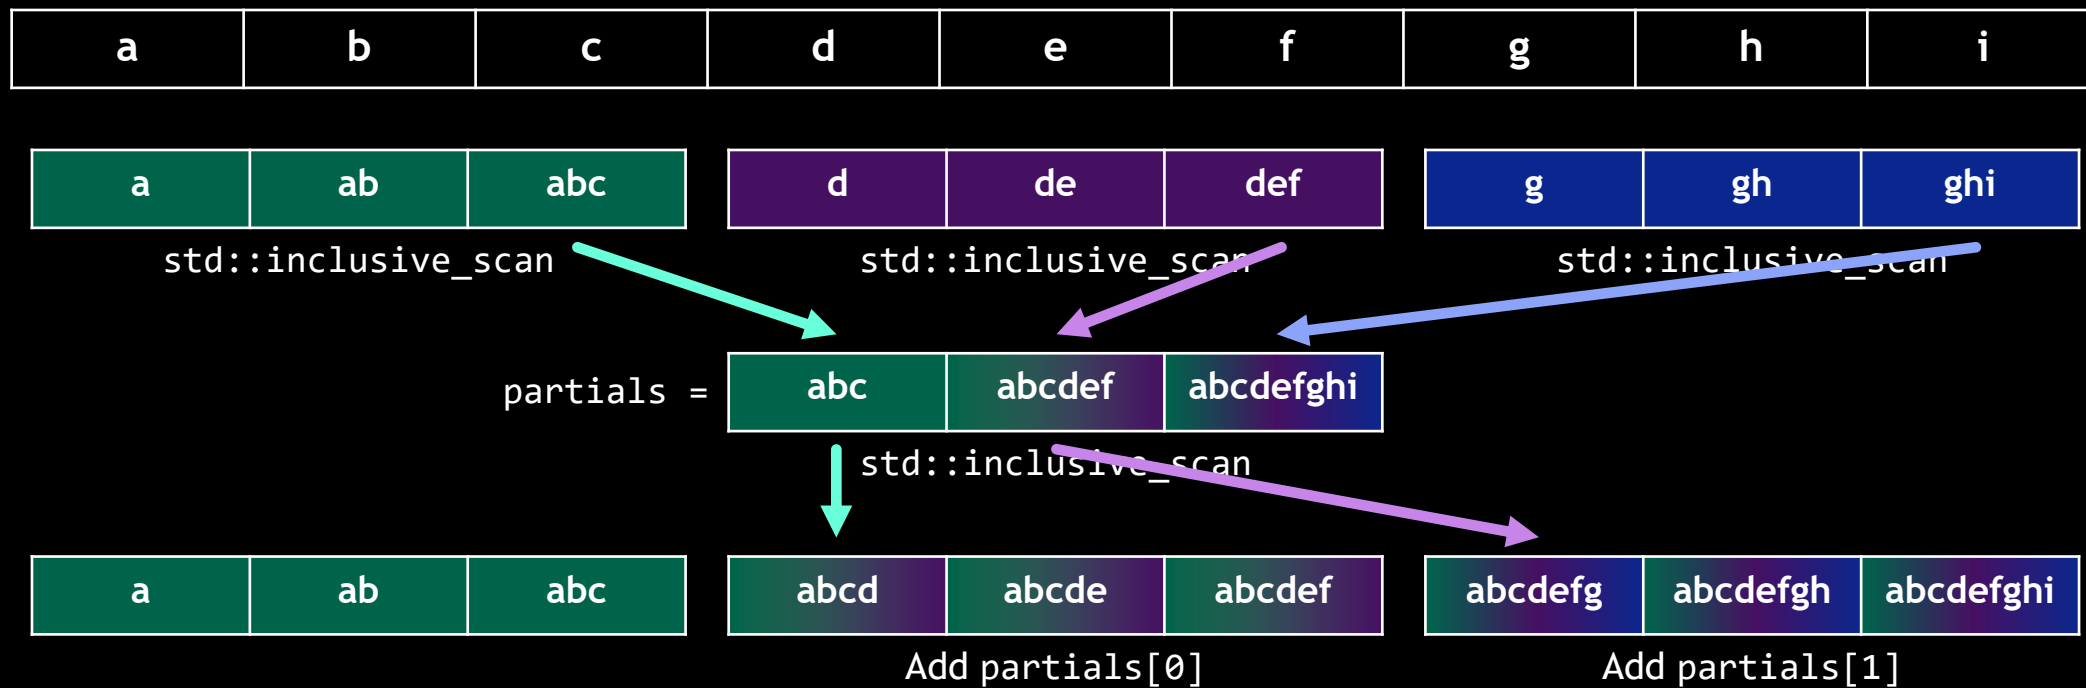 a b c d e f g h i
a ab abc d de def g gh ghi
std::inclusive_scan std::inclusive_scan std::inclusive_scan
partials = abc abcdef abcdefghi
std::inclusive_scan
a ab abc abcd abcde abcdef abcdefg abcdefgh abcdefghi
Add partials[0] Add partials[1]